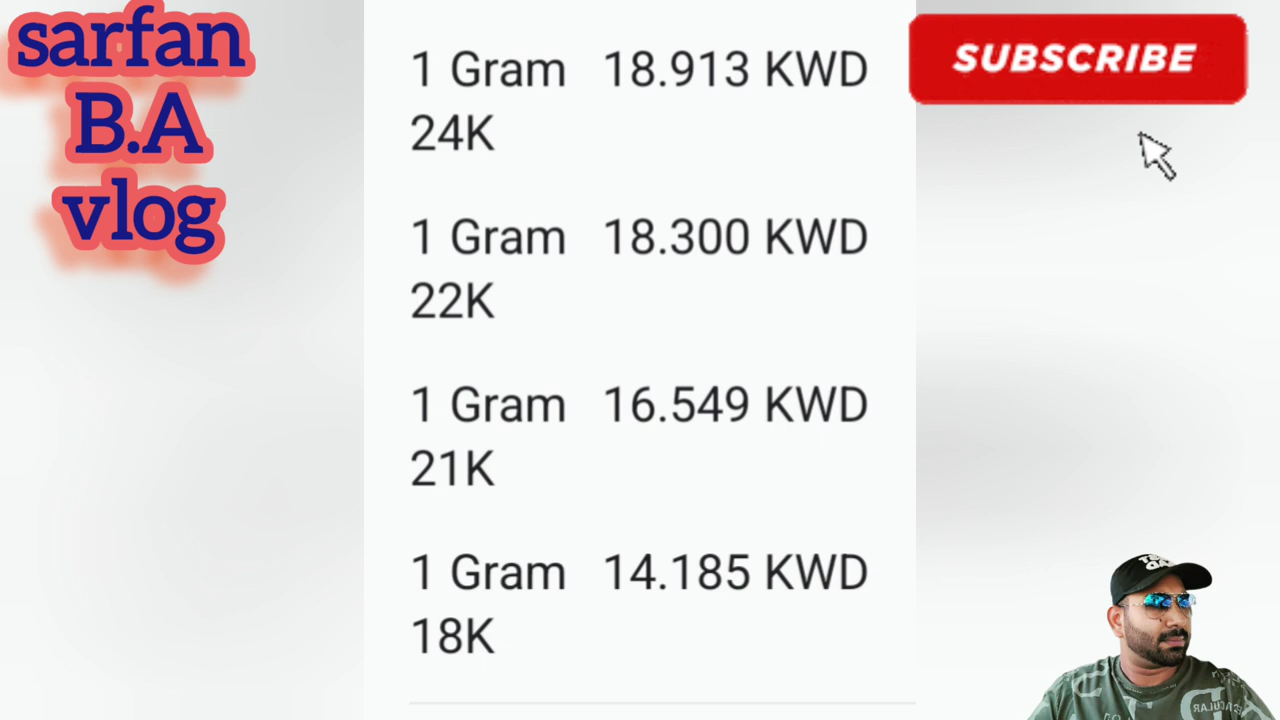 sarfan
B.A
vlog
SUBSCRIBE
1 Gram 18.913 KWD
24K
1 Gram 18.300 KWD
22K
1 Gram 16.549 KWD
21K
1 Gram 14.185 KWD
18K